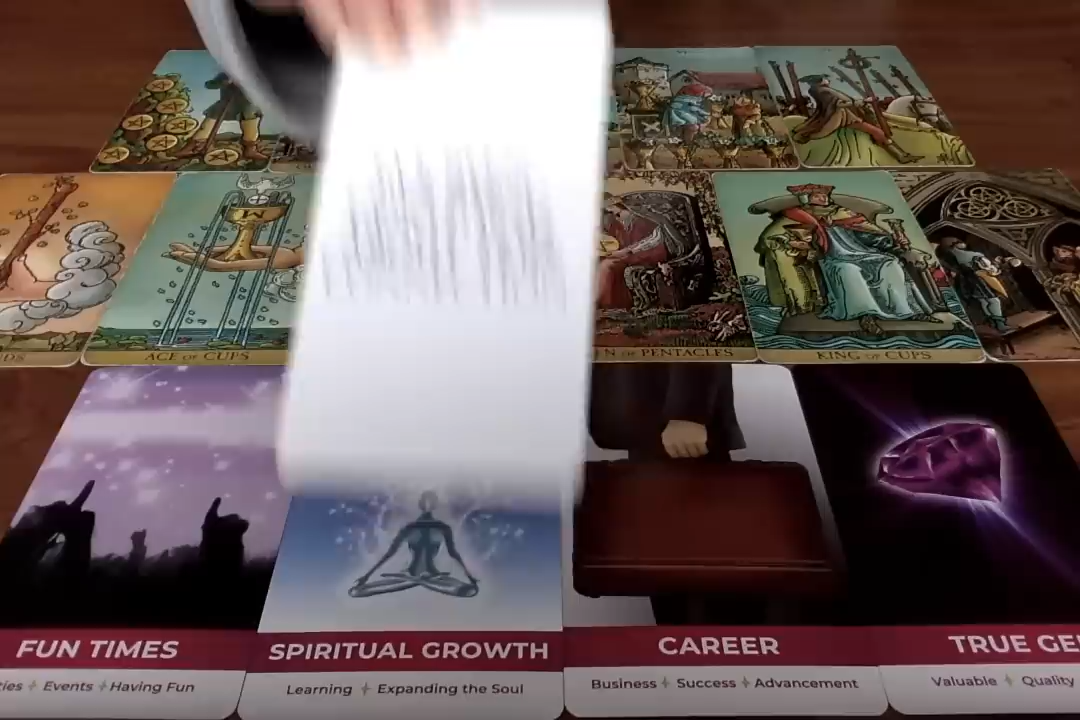 DS
ACE OF CUPS
N OF PENTACLES
KING OF CUPS
FUN TIMES
ties + Events + Having Fun
SPIRITUAL GROWTH
Learning + Expanding the Soul
CAREER
Business + Success + Advancement
TRUE GE
Valuable + Quality